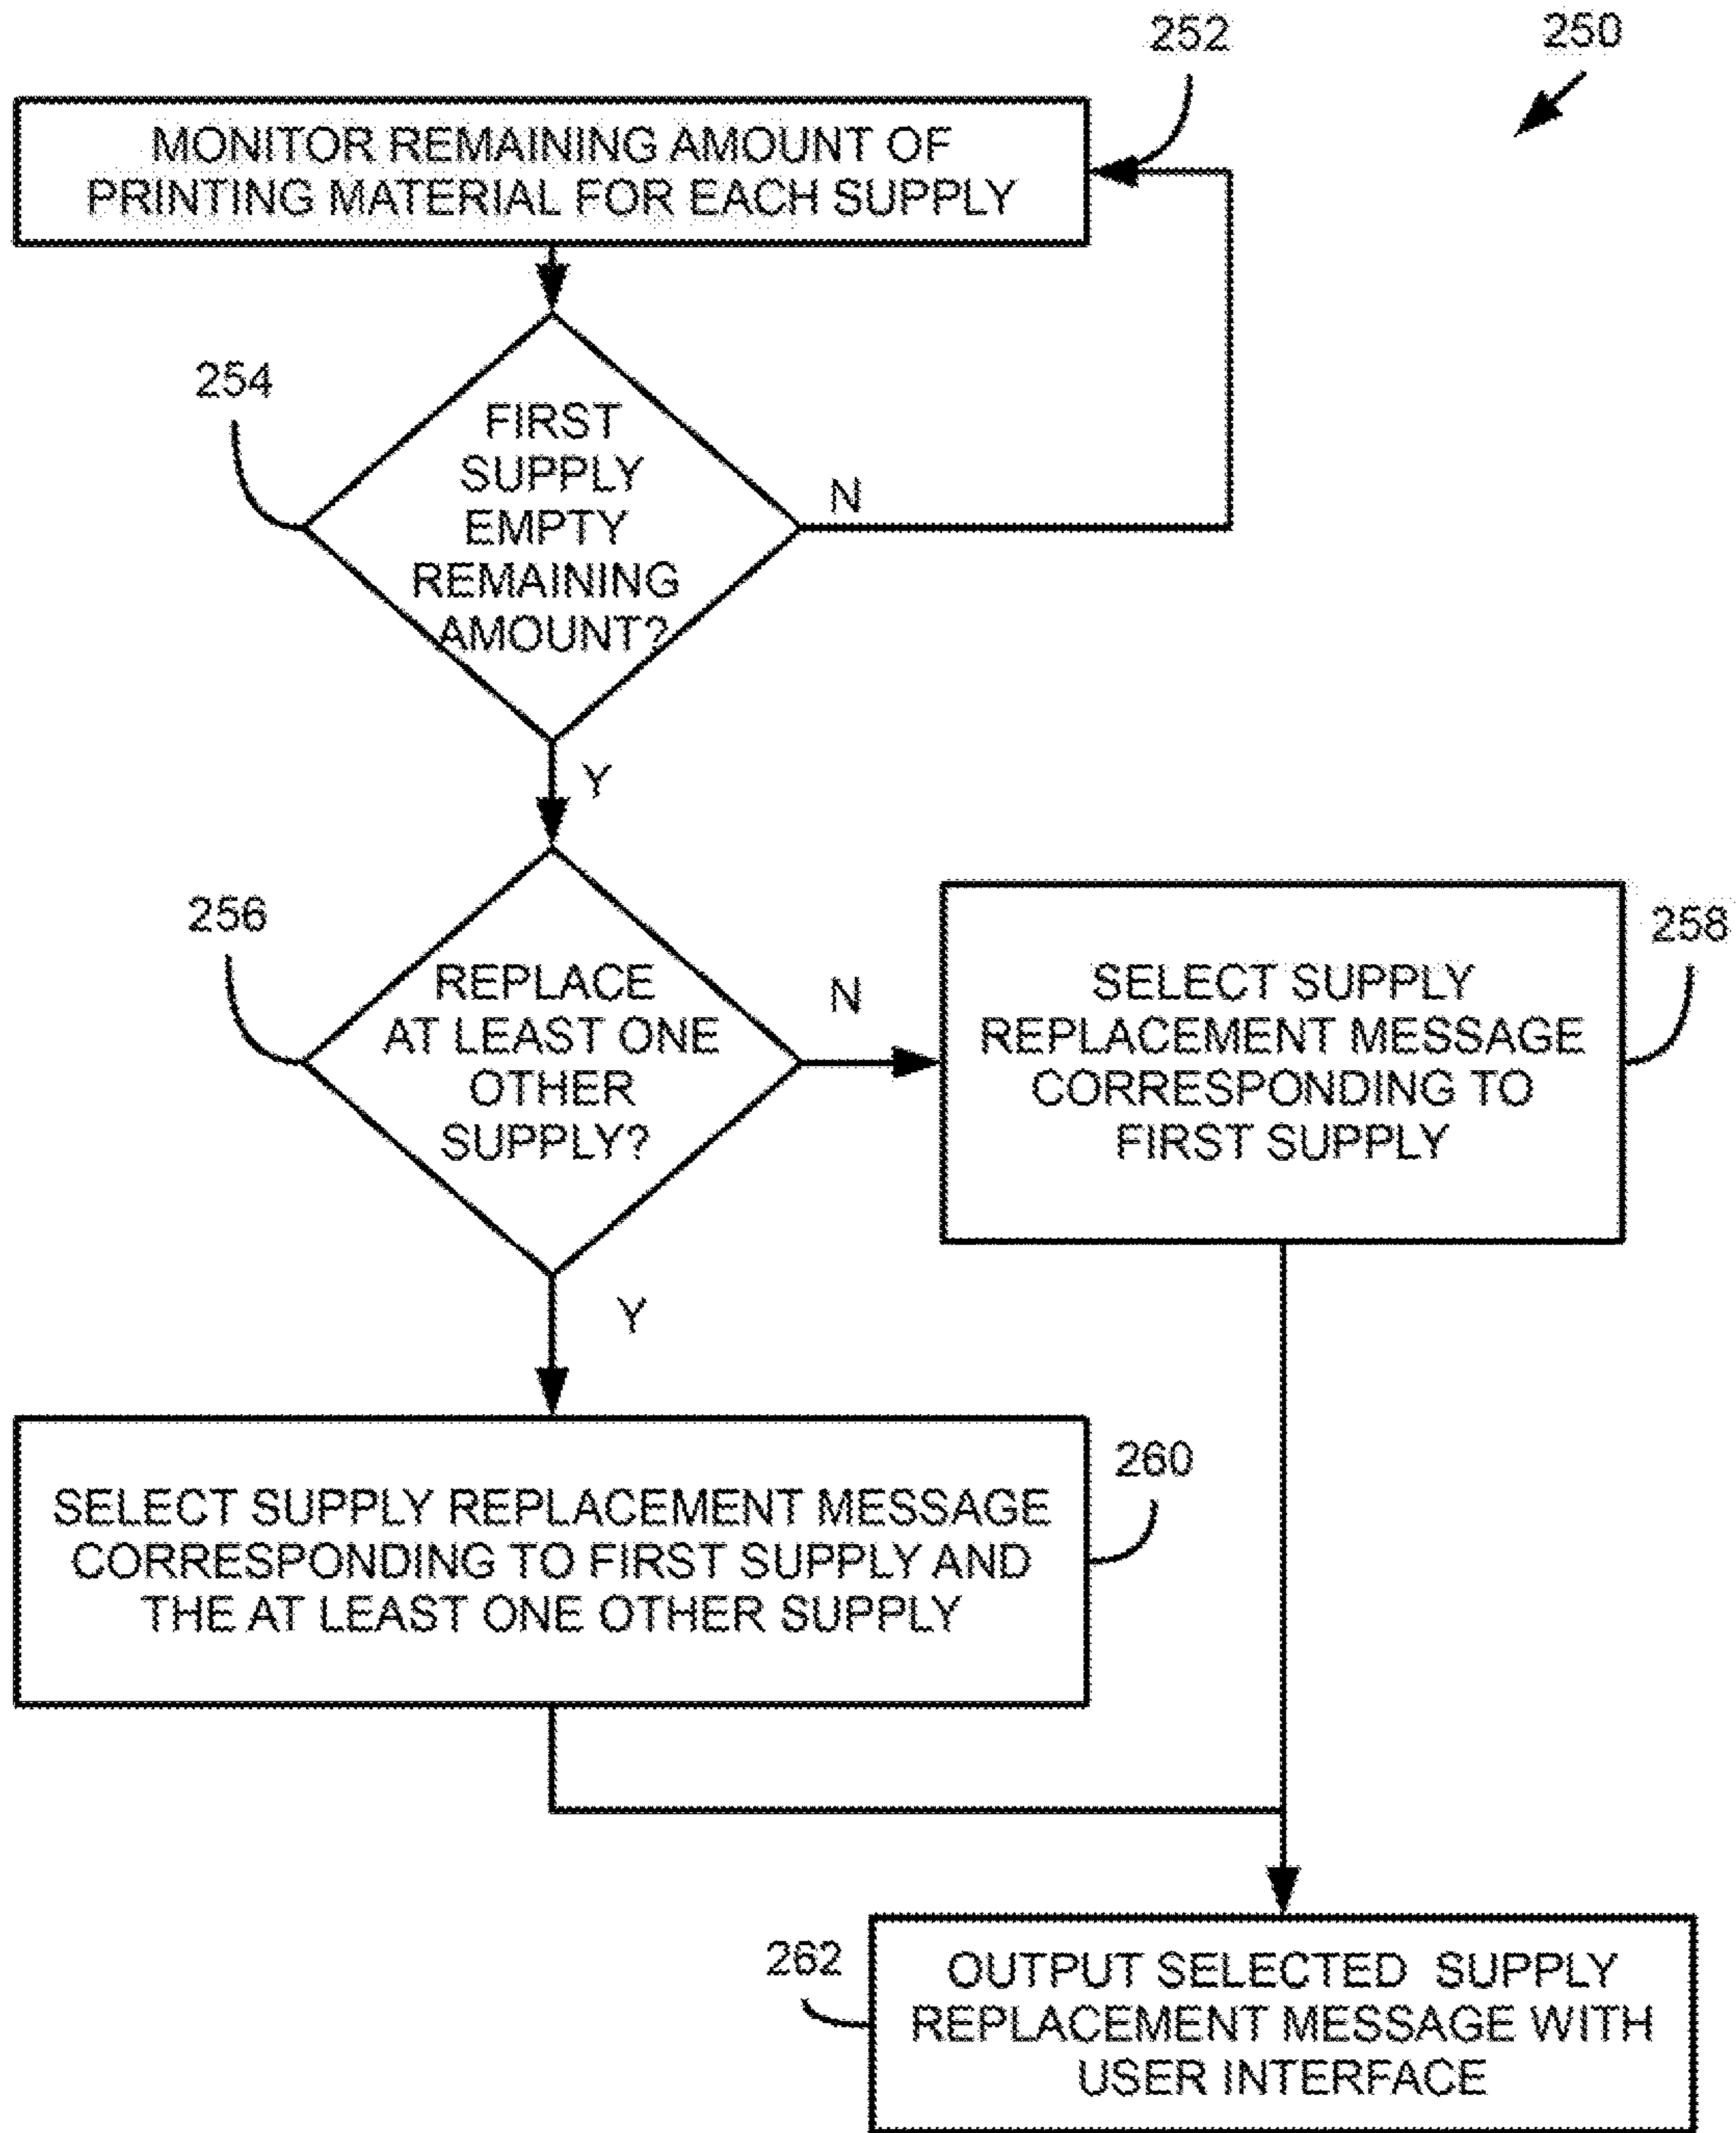 252
250
MONITOR REMAINING AMOUNT OF
PRINTING MATERIAL FOR EACH SUPPLY
254
FIRST
SUPPLY
EMPTY
REMAINING
AMOUNT?
N
Y
256
REPLACE
AT LEAST ONE
OTHER
SUPPLY?
N
258
SELECT SUPPLY
REPLACEMENT MESSAGE
CORRESPONDING TO
FIRST SUPPLY
Y
260
SELECT SUPPLY REPLACEMENT MESSAGE
CORRESPONDING TO FIRST SUPPLY AND
THE AT LEAST ONE OTHER SUPPLY
262
OUTPUT SELECTED SUPPLY
REPLACEMENT MESSAGE WITH
USER INTERFACE